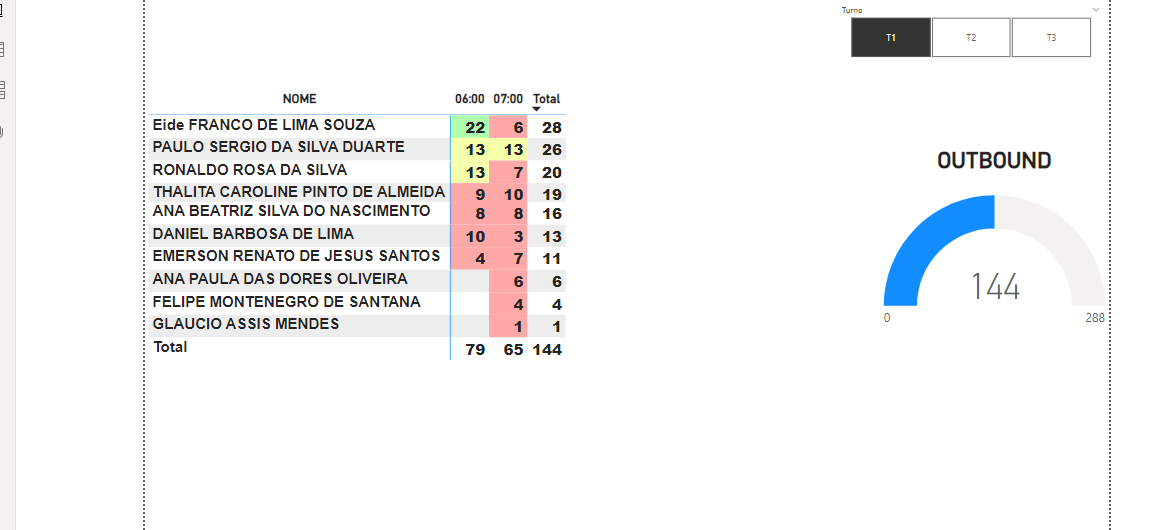 Turno
T1 T2 T3
NOME 06:00 07:00 Total
Eide FRANCO DE LIMA SOUZA 22 6 28
PAULO SERGIO DA SILVA DUARTE 13 13 26
RONALDO ROSA DA SILVA 13 7 20
THALITA CAROLINE PINTO DE ALMEIDA 9 10 19
ANA BEATRIZ SILVA DO NASCIMENTO 8 8 16
DANIEL BARBOSA DE LIMA 10 3 13
EMERSON RENATO DE JESUS SANTOS 4 7 11
ANA PAULA DAS DORES OLIVEIRA 6 6
FELIPE MONTENEGRO DE SANTANA 4 4
GLAUCIO ASSIS MENDES 1 1
Total 79 65 144
OUTBOUND
144
0 288